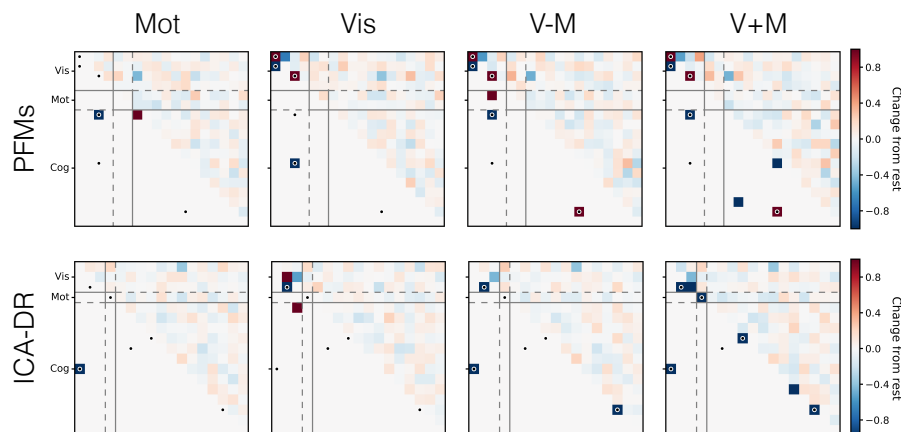 Mot Vis V-M V+M
PFMs
Vis
Mot
Cog
0.8
0.4
0.0
−0.4
−0.8
Change from rest
ICA-DR
Vis
Mot
Cog
0.8
0.4
0.0
−0.4
−0.8
Change from rest